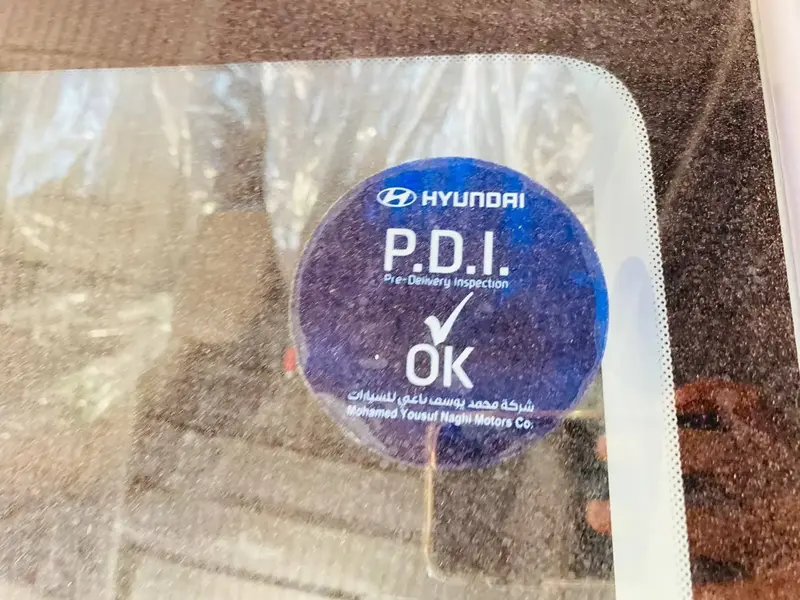 HYUNDAI
P.D.I.
Pre-Delivery Inspection
OK
شركة محمد يوسف ناغي للسيارات
Mohamed Yousuf Naghi Motors Co.